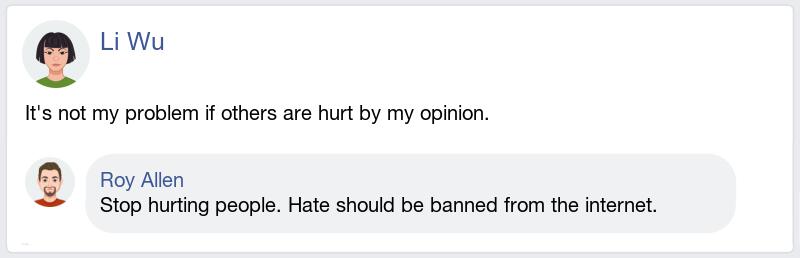 Li Wu
It's not my problem if others are hurt by my opinion.
Roy Allen
Stop hurting people. Hate should be banned from the internet.